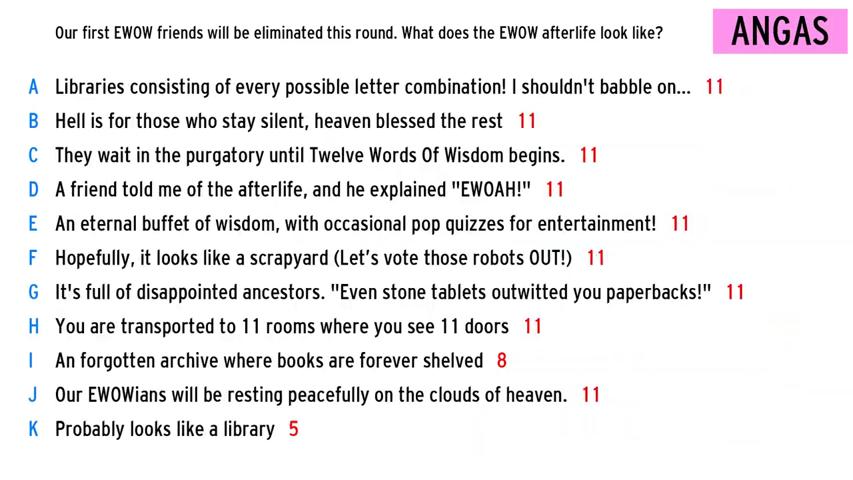 Our first EWOW friends will be eliminated this round. What does the EWOW afterlife look like?
ANGAS
A Libraries consisting of every possible letter combination! I shouldn't babble on... 11
B Hell is for those who stay silent, heaven blessed the rest 11
C They wait in the purgatory until Twelve Words Of Wisdom begins. 11
D A friend told me of the afterlife, and he explained "EWOAH!" 11
E An eternal buffet of wisdom, with occasional pop quizzes for entertainment! 11
F Hopefully, it looks like a scrapyard (Let’s vote those robots OUT!) 11
G It's full of disappointed ancestors. "Even stone tablets outwitted you paperbacks!" 11
H You are transported to 11 rooms where you see 11 doors 11
I An forgotten archive where books are forever shelved 8
J Our EWOWians will be resting peacefully on the clouds of heaven. 11
K Probably looks like a library 5